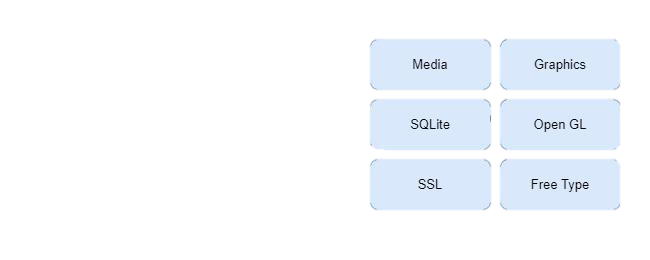 Media
Graphics
SQLite
Open GL
SSL
Free Type